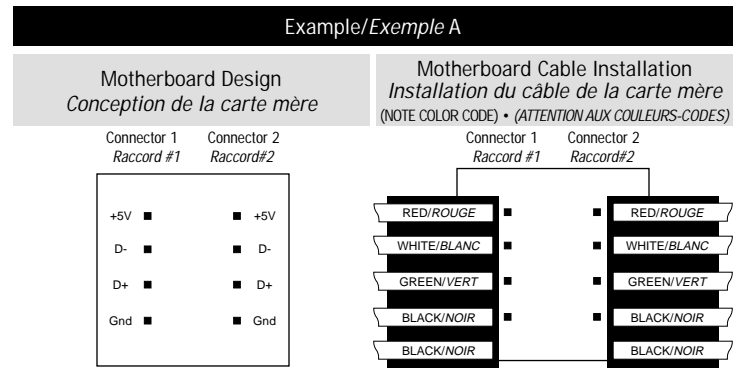 Example/Exemple A
Motherboard Design
Conception de la carte mère
Connector 1 Connector 2
Raccord #1 Raccord#2
+5V +5V
D- D-
D+ D+
Gnd Gnd
Motherboard Cable Installation
Installation du câble de la carte mère
(NOTE COLOR CODE) • (ATTENTION AUX COULEURS-CODES)
Connector 1 Connector 2
Raccord #1 Raccord#2
RED/ROUGE RED/ROUGE
WHITE/BLANC WHITE/BLANC
GREEN/VERT GREEN/VERT
BLACK/NOIR BLACK/NOIR
BLACK/NOIR BLACK/NOIR